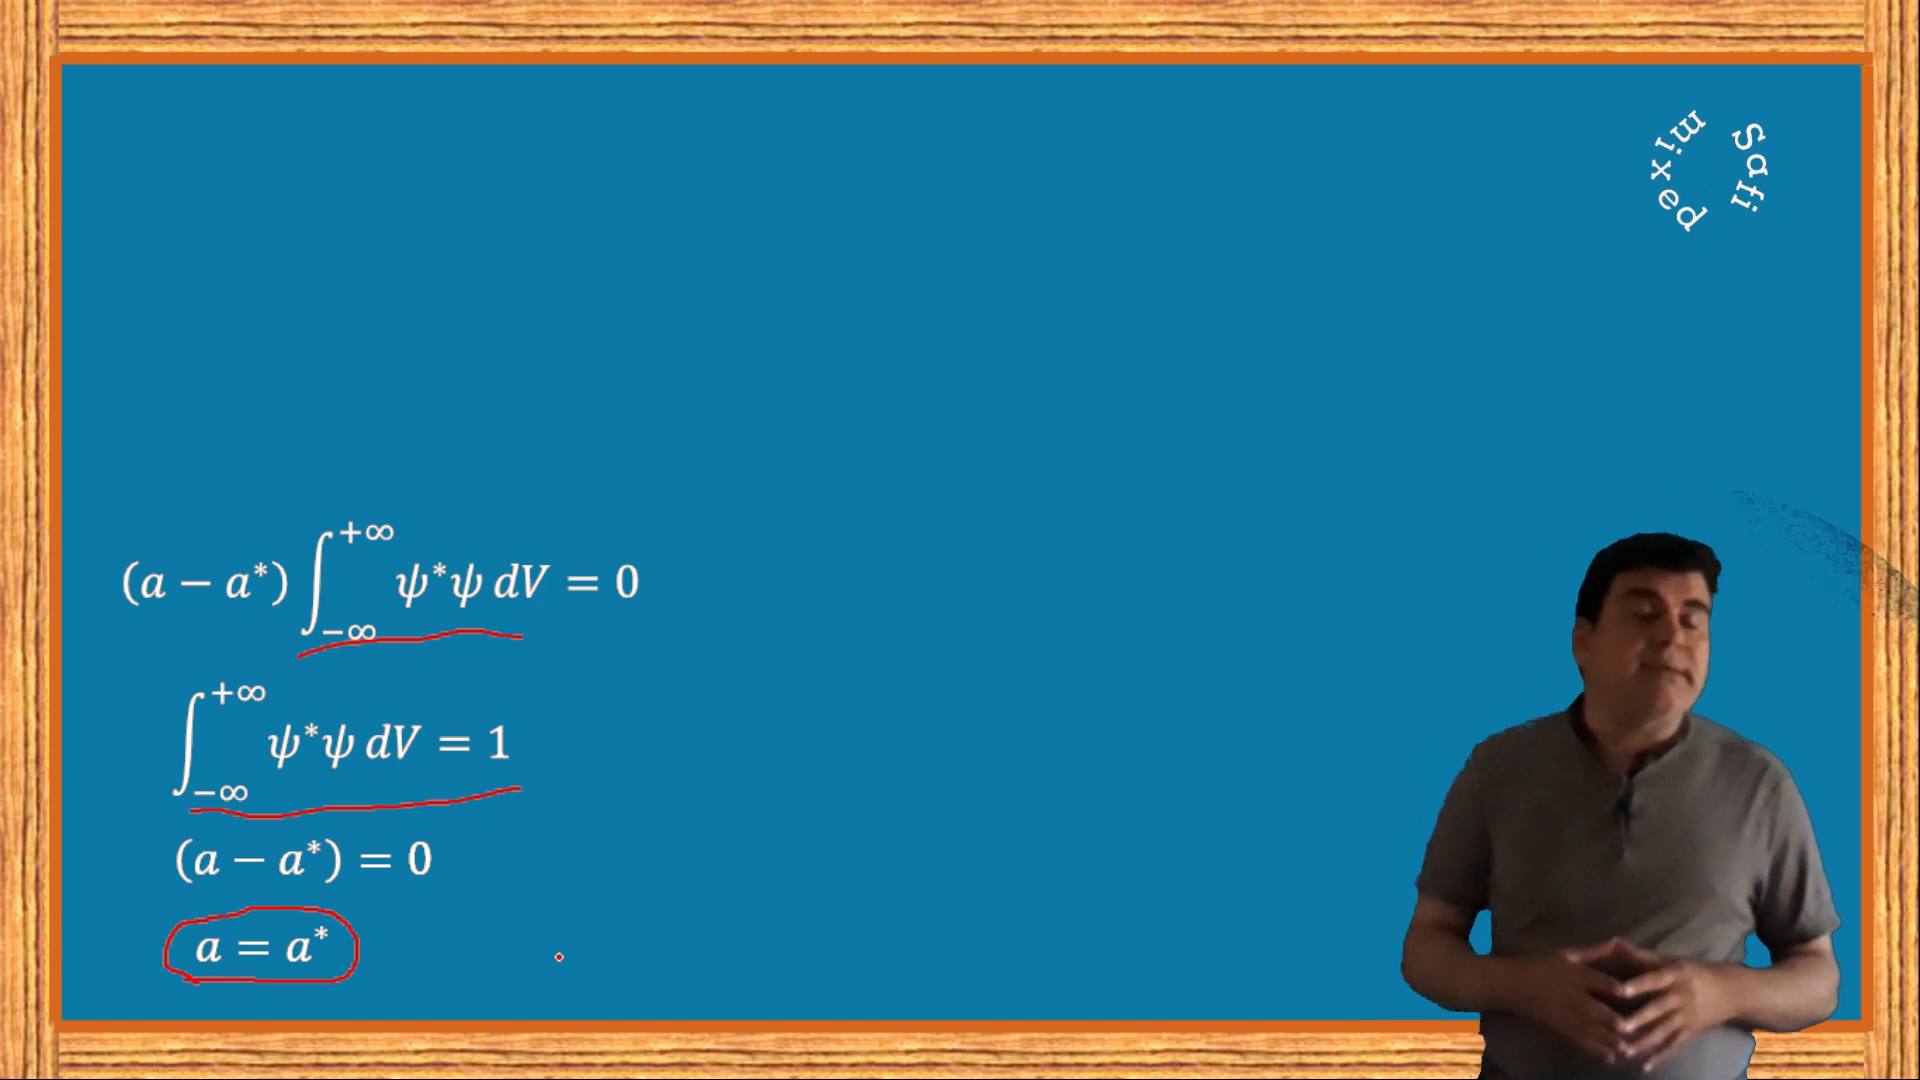 Safi
mixed
(a − a*) ∫₋∞⁺∞ ψ*ψ dV = 0
∫₋∞⁺∞ ψ*ψ dV = 1
(a − a*) = 0
a = a*